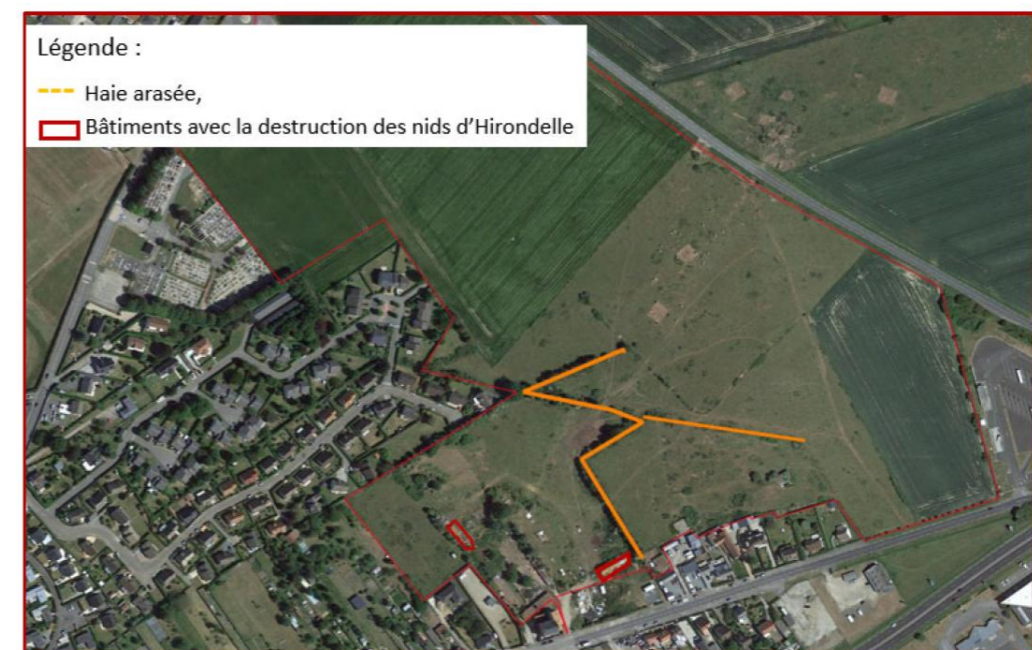 Légende :
Haie arasée,
Bâtiments avec la destruction des nids d’Hirondelle